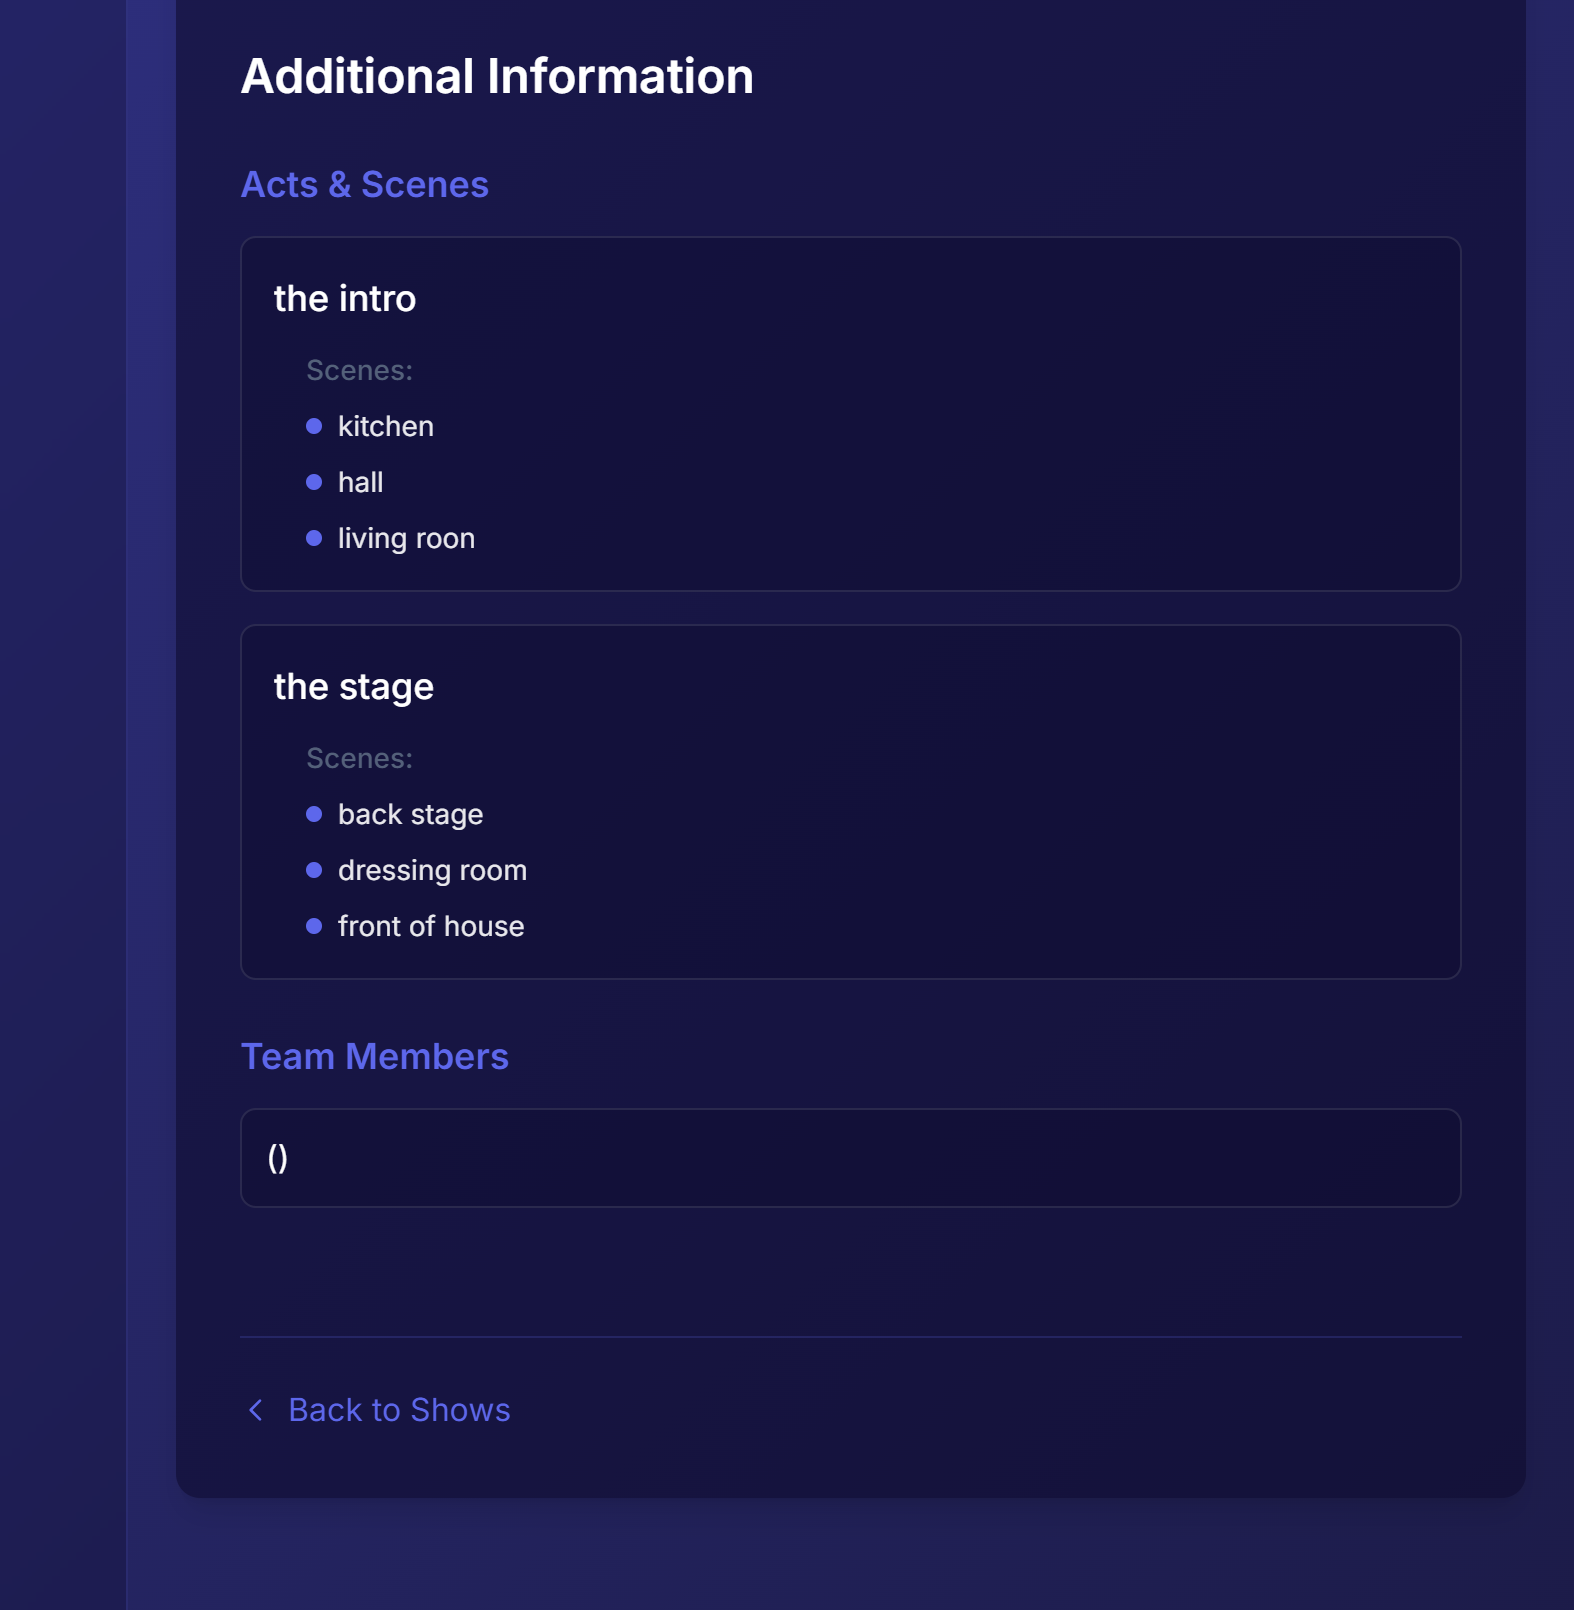 Additional Information
Acts & Scenes
the intro
Scenes:
kitchen
hall
living roon
the stage
Scenes:
back stage
dressing room
front of house
Team Members
()
Back to Shows